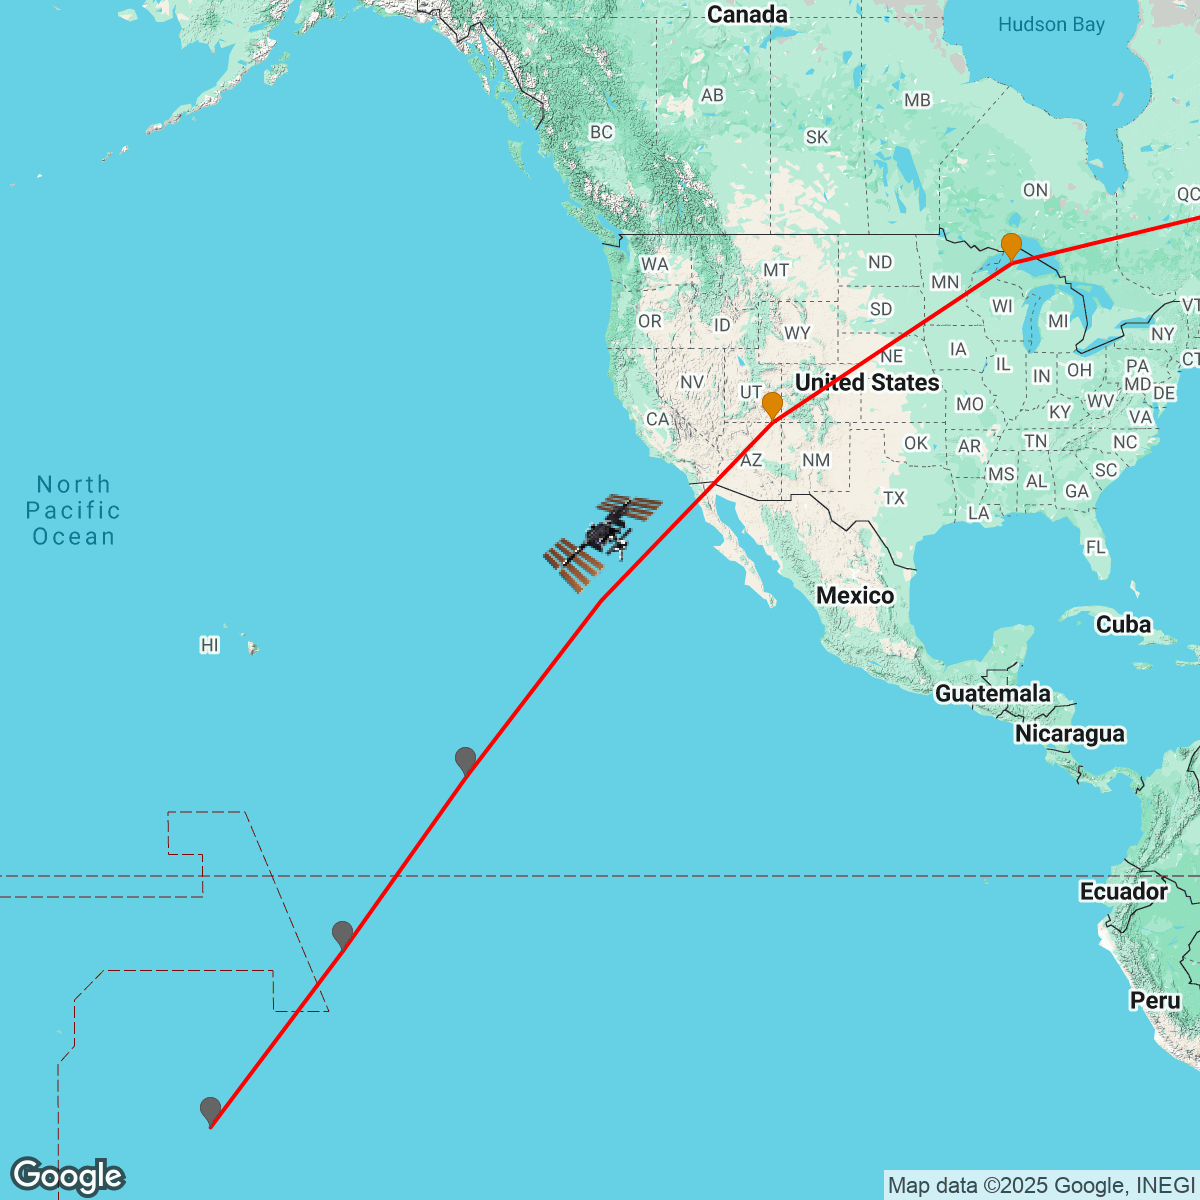 Canada
Hudson Bay
AB
MB
BC
SK
ON
QC
WA
MT
ND
MN
OR
ID
WY
SD
WI
MI
VT
NY
NV
UT
United States
NE
IA
IL
IN
OH
PA
CT
MD
DE
CA
MO
WV
KY
VA
AZ
NM
OK
AR
TN
NC
MS
AL
SC
GA
TX
LA
FL
North
Pacific
Ocean
HI
Mexico
Cuba
Guatemala
Nicaragua
Ecuador
Peru
Google
Map data ©2025 Google, INEGI